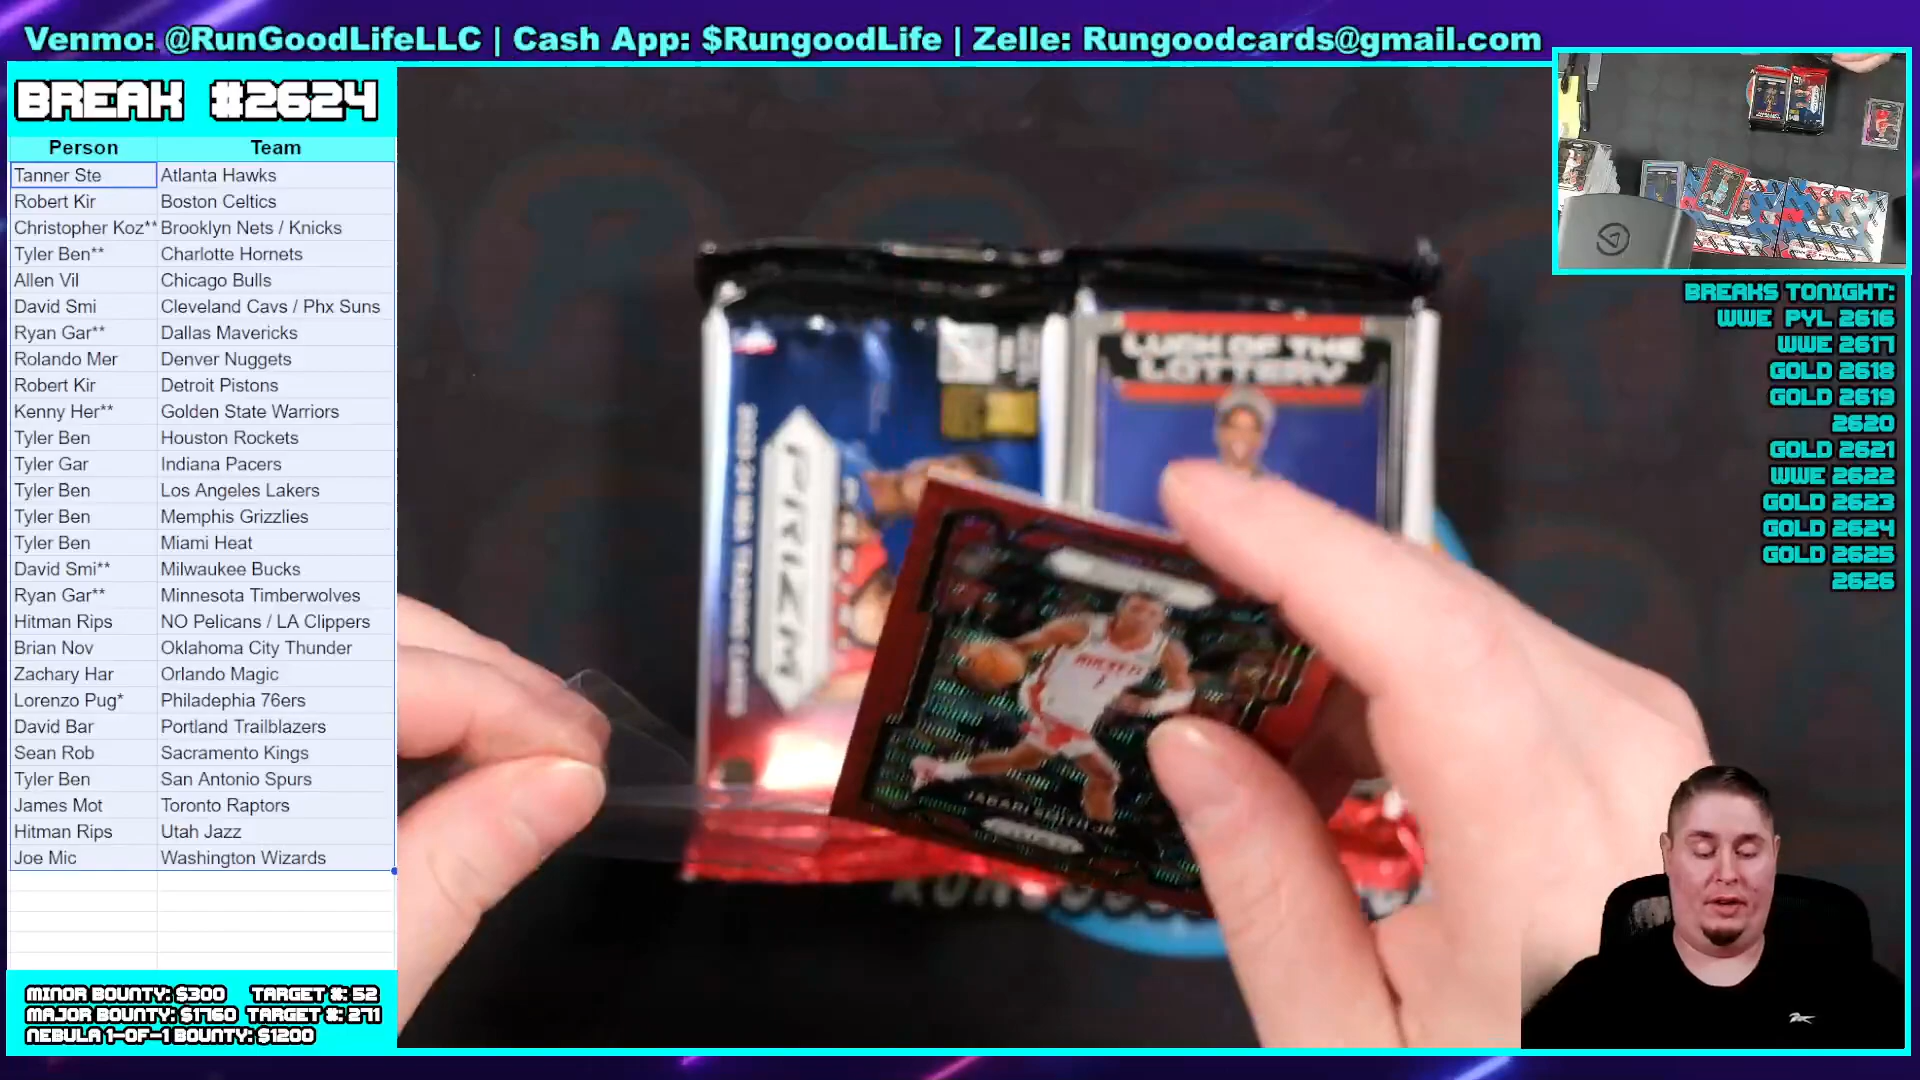 Venmo: @RunGoodLifeLLC | Cash App: $RungoodLife | Zelle: Rungoodcards@gmail.com
BREAK #2624
Person Team
Tanner Ste Atlanta Hawks
Robert Kir Boston Celtics
Christopher Koz** Brooklyn Nets / Knicks
Tyler Ben** Charlotte Hornets
Allen Vil Chicago Bulls
David Smi Cleveland Cavs / Phx Suns
Ryan Gar** Dallas Mavericks
Rolando Mer Denver Nuggets
Robert Kir Detroit Pistons
Kenny Her** Golden State Warriors
Tyler Ben Houston Rockets
Tyler Gar Indiana Pacers
Tyler Ben Los Angeles Lakers
Tyler Ben Memphis Grizzlies
Tyler Ben Miami Heat
David Smi** Milwaukee Bucks
Ryan Gar** Minnesota Timberwolves
Hitman Rips NO Pelicans / LA Clippers
Brian Nov Oklahoma City Thunder
Zachary Har Orlando Magic
Lorenzo Pug* Philadephia 76ers
David Bar Portland Trailblazers
Sean Rob Sacramento Kings
Tyler Ben San Antonio Spurs
James Mot Toronto Raptors
Hitman Rips Utah Jazz
Joe Mic Washington Wizards
MINOR BOUNTY: $300 TARGET #: 52
MAJOR BOUNTY: $1760 TARGET #: 271
NEBULA 1-OF-1 BOUNTY: $1200
LUCK OF THE
LOTTERY
PRIZM
JABARI SMITH JR.
BREAKS TONIGHT:
WWE PYL 2616
WWE 2617
GOLD 2618
GOLD 2619
2620
GOLD 2621
WWE 2622
GOLD 2623
GOLD 2624
GOLD 2625
2626